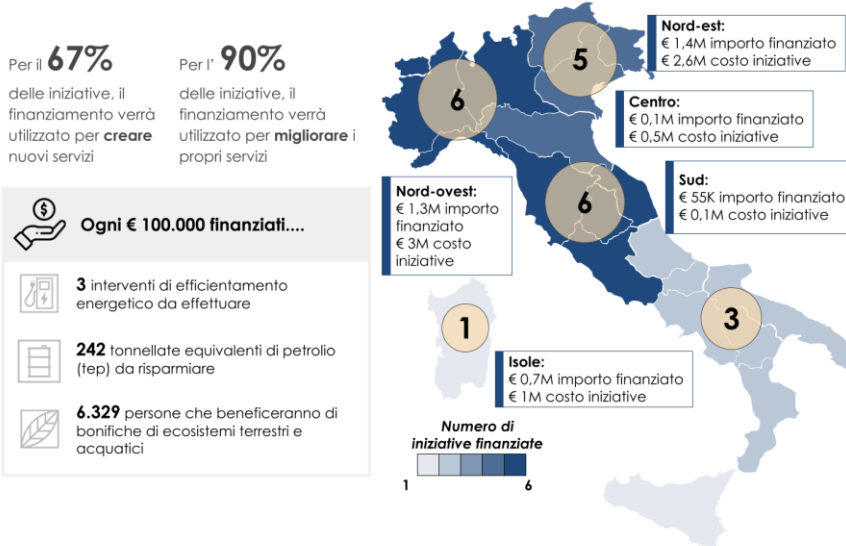 Per il 67%
delle iniziative, il
finanziamento verrà
utilizzato per creare
nuovi servizi
Per l' 90%
delle iniziative, il
finanziamento verrà
utilizzato per migliorare i
propri servizi
Ogni € 100.000 finanziati....
3 interventi di efficientamento
energetico da effettuare
242 tonnellate equivalenti di petrolio
(tep) da risparmiare
6.329 persone che beneficeranno di
bonifiche di ecosistemi terrestri e
acquatici
Nord-est:
€ 1,4M importo finanziato
€ 2,6M costo iniziative
5
6
Centro:
€ 0,1M importo finanziato
€ 0,5M costo iniziative
Sud:
€ 55K importo finanziato
€ 0,1M costo iniziative
Nord-ovest:
€ 1,3M importo
finanziato
€ 3M costo
iniziative
6
3
1
Isole:
€ 0,7M importo finanziato
€ 1M costo iniziative
Numero di
iniziative finanziate
1 6